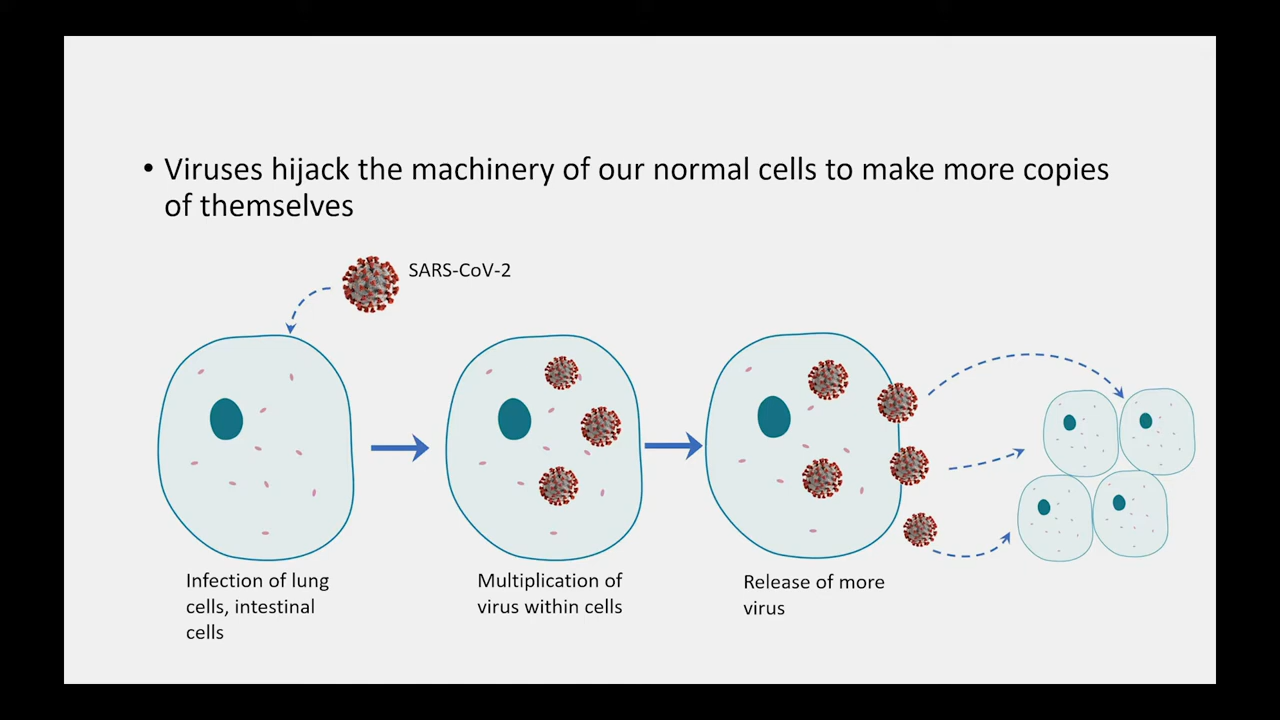 • Viruses hijack the machinery of our normal cells to make more copies
of themselves
SARS-CoV-2
Infection of lung
cells, intestinal
cells
Multiplication of
virus within cells
Release of more
virus